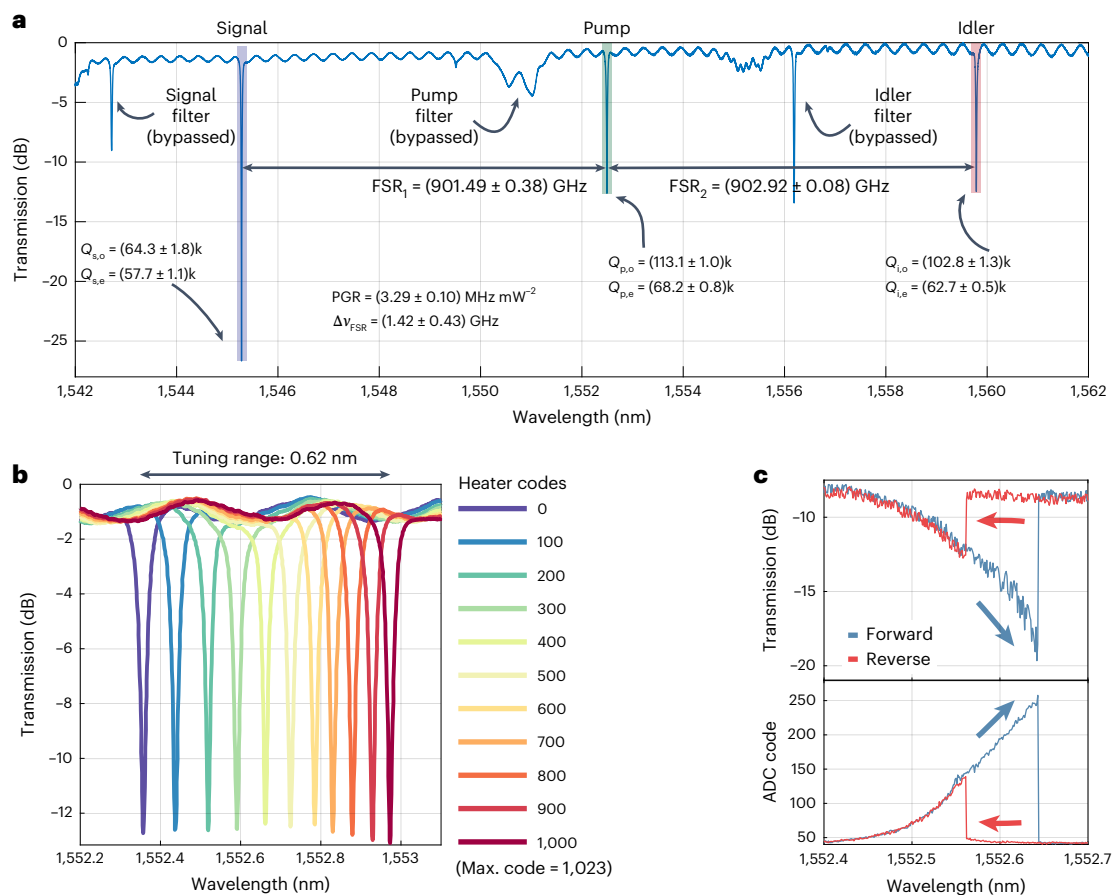 a
Signal
Pump
Idler
0
−5
−10
−15
−20
−25
Transmission (dB)
Signal
filter
(bypassed)
Pump
filter
(bypassed)
Idler
filter
(bypassed)
FSR₁ = (901.49 ± 0.38) GHz
FSR₂ = (902.92 ± 0.08) GHz
Qs,o = (64.3 ± 1.8)k
Qs,e = (57.7 ± 1.1)k
PGR = (3.29 ± 0.10) MHz mW⁻²
ΔνFSR = (1.42 ± 0.43) GHz
Qp,o = (113.1 ± 1.0)k
Qp,e = (68.2 ± 0.8)k
Qi,o = (102.8 ± 1.3)k
Qi,e = (62.7 ± 0.5)k
1,542 1,544 1,546 1,548 1,550 1,552 1,554 1,556 1,558 1,560 1,562
Wavelength (nm)
b
Tuning range: 0.62 nm
0
−2
−4
−6
−8
−10
−12
Transmission (dB)
1,552.2 1,552.4 1,552.6 1,552.8 1,553
Wavelength (nm)
Heater codes
0
100
200
300
400
500
600
700
800
900
1,000
(Max. code = 1,023)
c
−10
−15
−20
Transmission (dB)
Forward
Reverse
250
200
150
100
50
ADC code
1,552.4 1,552.5 1,552.6 1,552.7
Wavelength (nm)